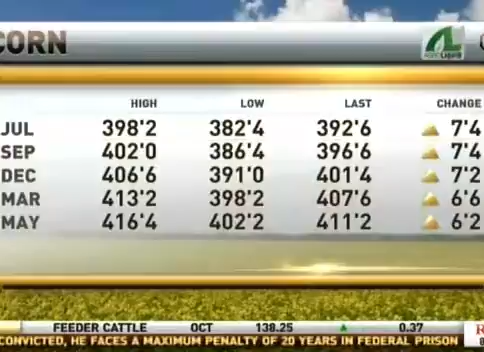 CORN
HIGH LOW LAST CHANGE
JUL 398'2 382'4 392'6 7'4
SEP 402'0 386'4 396'6 7'4
DEC 406'6 391'0 401'4 7'2
MAR 413'2 398'2 407'6 6'6
MAY 416'4 402'2 411'2 6'2
FEEDER CATTLE OCT 138.25 0.37
CONVICTED, HE FACES A MAXIMUM PENALTY OF 20 YEARS IN FEDERAL PRISON